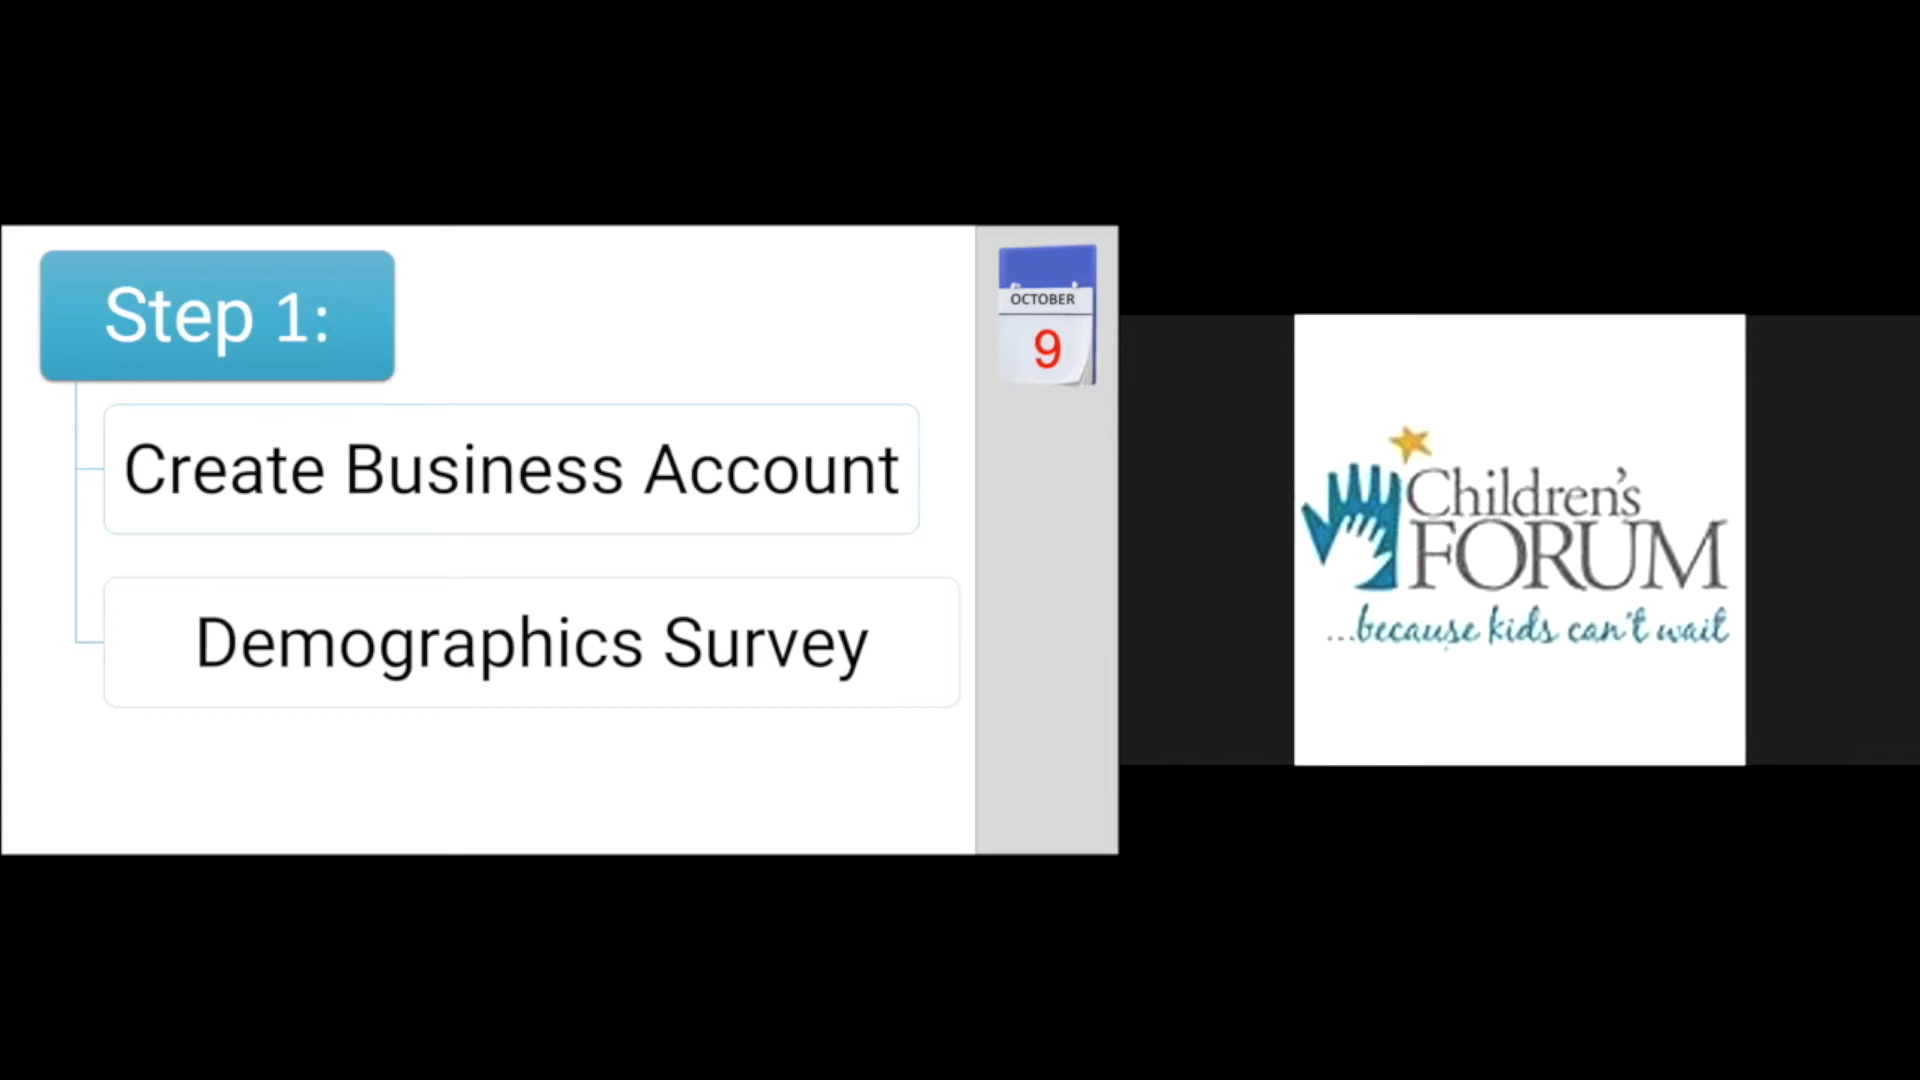 Step 1:
Create Business Account
Demographics Survey
OCTOBER
9
Children's
FORUM
...because kids can't wait